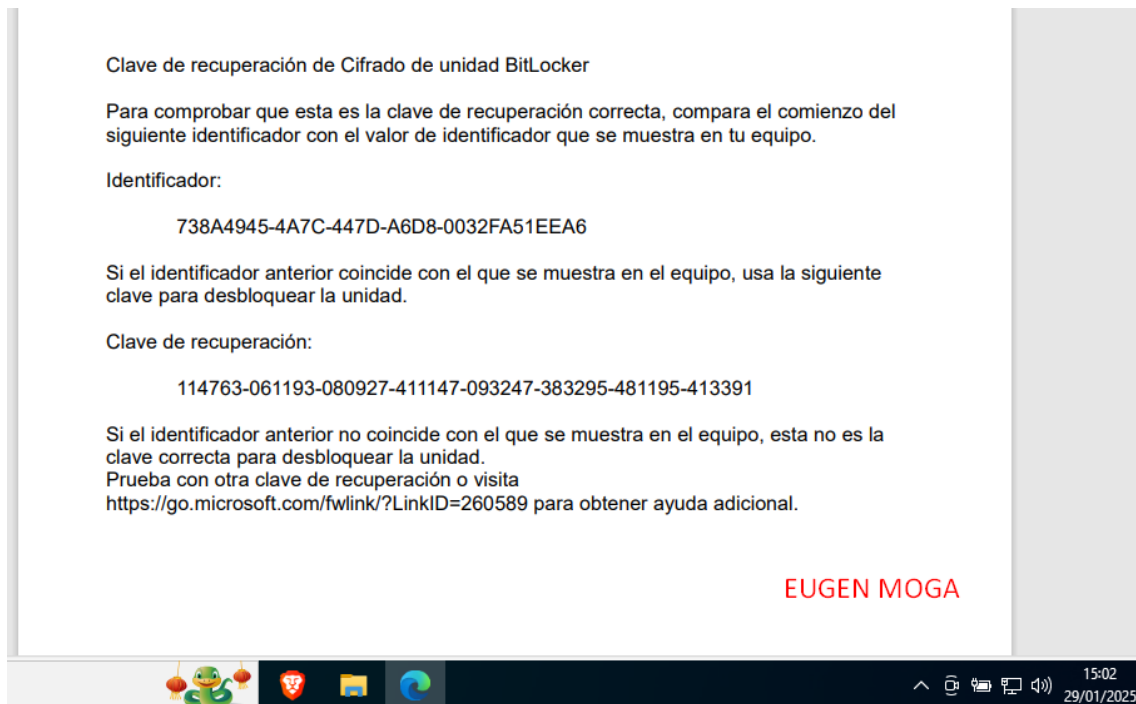 Clave de recuperación de Cifrado de unidad BitLocker
Para comprobar que esta es la clave de recuperación correcta, compara el comienzo del
siguiente identificador con el valor de identificador que se muestra en tu equipo.
Identificador:
738A4945-4A7C-447D-A6D8-0032FA51EEA6
Si el identificador anterior coincide con el que se muestra en el equipo, usa la siguiente
clave para desbloquear la unidad.
Clave de recuperación:
114763-061193-080927-411147-093247-383295-481195-413391
Si el identificador anterior no coincide con el que se muestra en el equipo, esta no es la
clave correcta para desbloquear la unidad.
Prueba con otra clave de recuperación o visita
https://go.microsoft.com/fwlink/?LinkID=260589 para obtener ayuda adicional.
EUGEN MOGA
15:02
29/01/2025